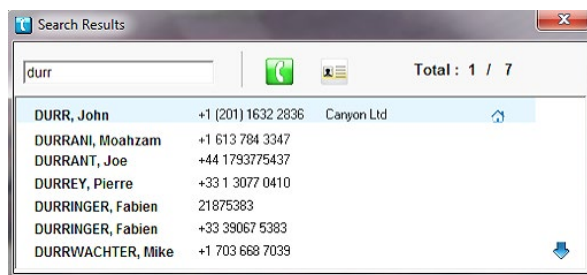 Search Results
durr
Total : 1 / 7
DURR, John +1 (201) 1632 2836 Canyon Ltd
DURRANI, Moahzam +1 613 784 3347
DURRANT, Joe +44 1793775437
DURREY, Pierre +33 1 3077 0410
DURRINGER, Fabien 21875383
DURRINGER, Fabien +33 39067 5383
DURRWACHTER, Mike +1 703 668 7039